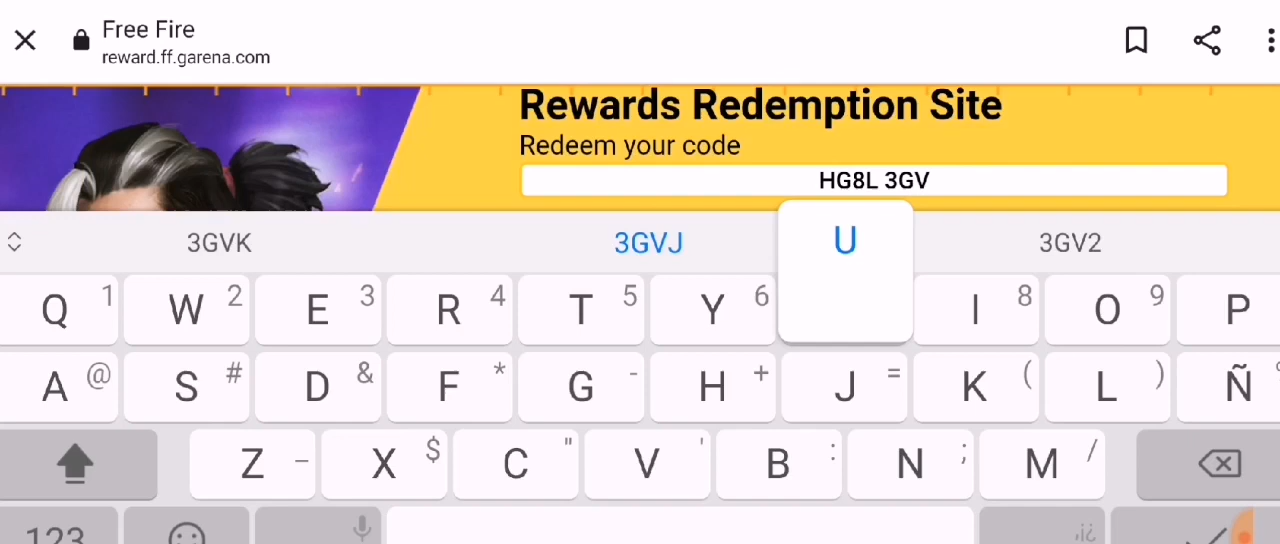 Free Fire
reward.ff.garena.com
Rewards Redemption Site
Redeem your code
HG8L 3GV
3GVK 3GVJ U 3GV2
Q 1 W 2 E 3 R 4 T 5 Y 6 I 8 O 9 P
A @ S # D & F * G - H + J = K ( L ) Ñ
Z _ X $ C " V ' B : N ; M /
123 ,¡¿